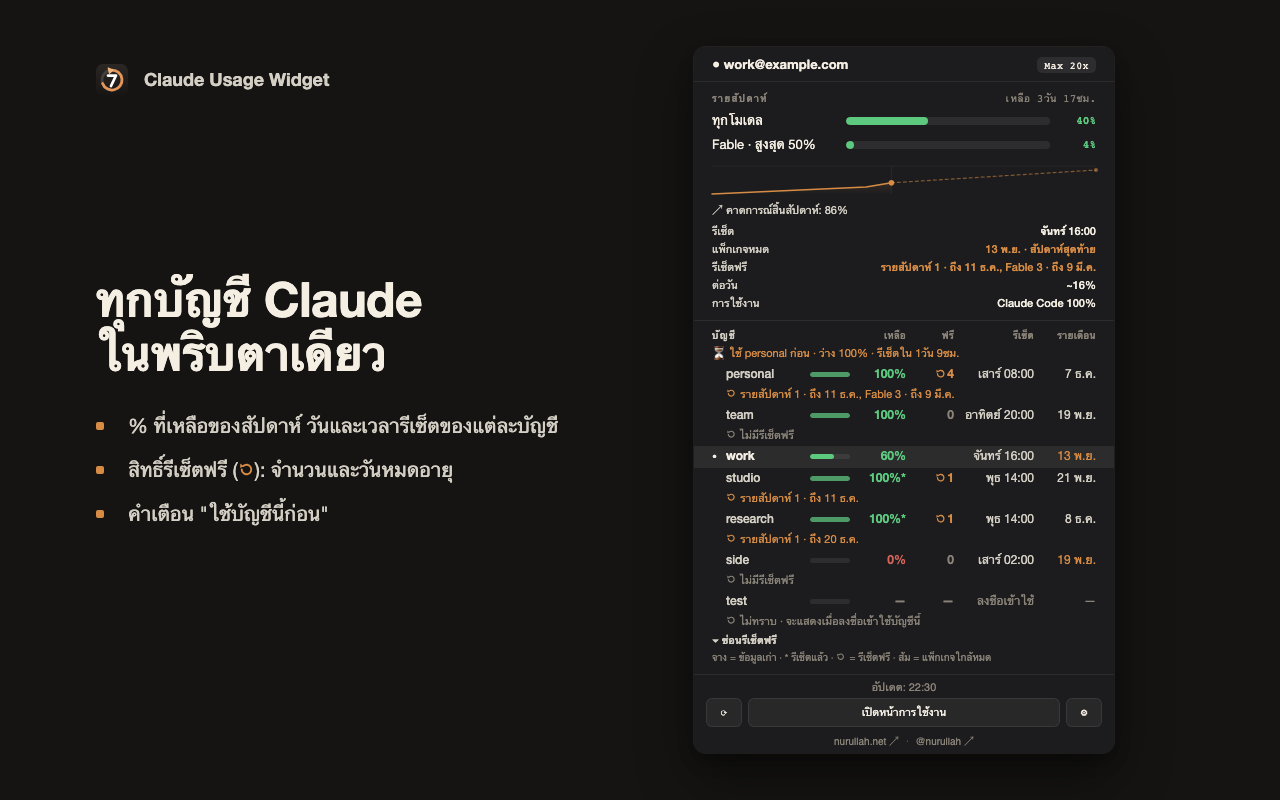 7
Claude Usage Widget
ทุกบัญชี Claude
ในพริบตาเดียว
% ที่เหลือของสัปดาห์ วันและเวลารีเซ็ตของแต่ละบัญชี
สิทธิ์รีเซ็ตฟรี (): จำนวนและวันหมดอายุ
คำเตือน "ใช้บัญชีนี้ก่อน"
work@example.com Max 20x
รายสัปดาห์ เหลือ 3วัน 17ชม.
ทุกโมเดล 40%
Fable · สูงสุด 50% 4%
↗ คาดการณ์สิ้นสัปดาห์: 86%
รีเซ็ต จันทร์ 16:00
แพ็กเกจหมด 13 พ.ย. · สัปดาห์สุดท้าย
รีเซ็ตฟรี รายสัปดาห์ 1 · ถึง 11 ธ.ค., Fable 3 · ถึง 9 มี.ค.
ต่อวัน ~16%
การใช้งาน Claude Code 100%
บัญชี เหลือ ฟรี รีเซ็ต รายเดือน
⏳ ใช้ personal ก่อน · ว่าง 100% · รีเซ็ตใน 1วัน 9ชม.
personal 100% 4 เสาร์ 08:00 7 ธ.ค.
รายสัปดาห์ 1 · ถึง 11 ธ.ค., Fable 3 · ถึง 9 มี.ค.
team 100% 0 อาทิตย์ 20:00 19 พ.ย.
ไม่มีรีเซ็ตฟรี
• work 60% จันทร์ 16:00 13 พ.ย.
studio 100%* 1 พุธ 14:00 21 พ.ย.
รายสัปดาห์ 1 · ถึง 11 ธ.ค.
research 100%* 1 พุธ 14:00 8 ธ.ค.
รายสัปดาห์ 1 · ถึง 20 ธ.ค.
side 0% 0 เสาร์ 02:00 19 พ.ย.
ไม่มีรีเซ็ตฟรี
test — — ลงชื่อเข้าใช้ —
ไม่ทราบ · จะแสดงเมื่อลงชื่อเข้าใช้บัญชีนี้
ซ่อนรีเซ็ตฟรี
จาง = ข้อมูลเก่า · * รีเซ็ตแล้ว · = รีเซ็ตฟรี · ส้ม = แพ็กเกจใกล้หมด
อัปเดต: 22:30
เปิดหน้าการใช้งาน
nurullah.net ↗ · @nurullah ↗